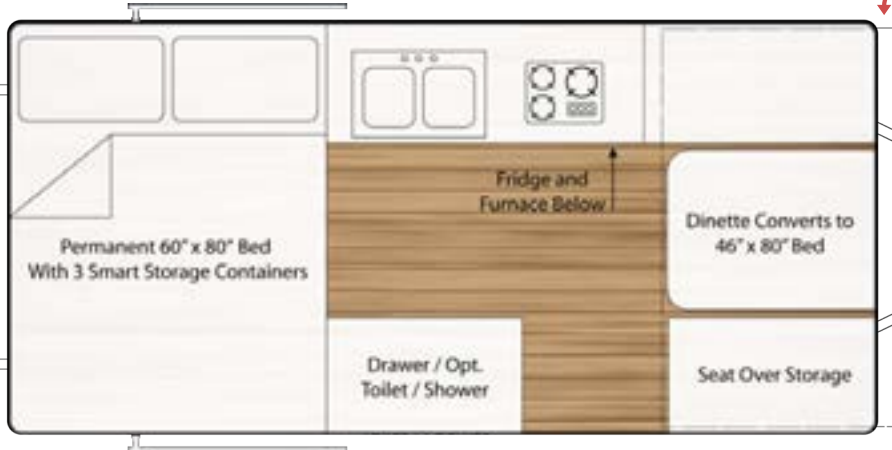 Fridge and
Furnace Below
Permanent 60" x 80" Bed
With 3 Smart Storage Containers
Dinette Converts to
46" x 80" Bed
Drawer / Opt.
Toilet / Shower
Seat Over Storage